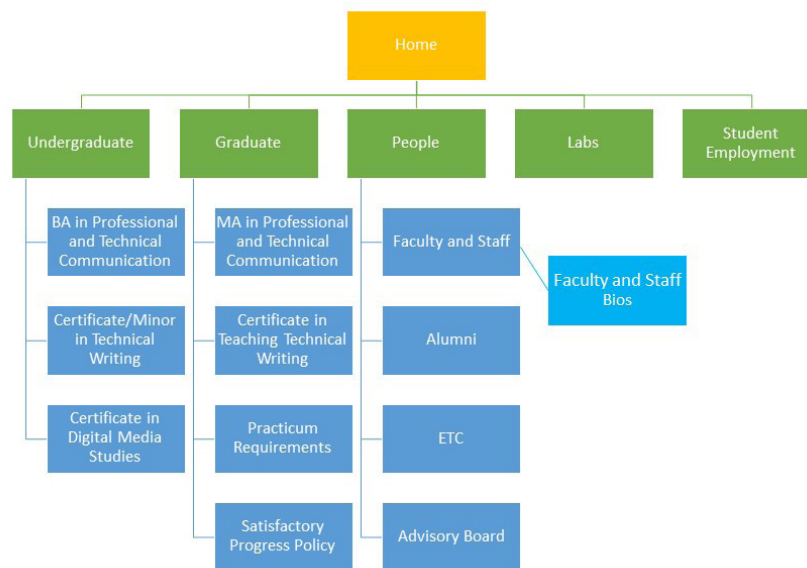 Home
Undergraduate
Graduate
People
Labs
Student
Employment
BA in Professional
and Technical
Communication
MA in Professional
and Technical
Communication
Faculty and Staff
Faculty and Staff
Bios
Certificate/Minor
in Technical
Writing
Certificate in
Teaching Technical
Writing
Alumni
Certificate in
Digital Media
Studies
Practicum
Requirements
ETC
Satisfactory
Progress Policy
Advisory Board